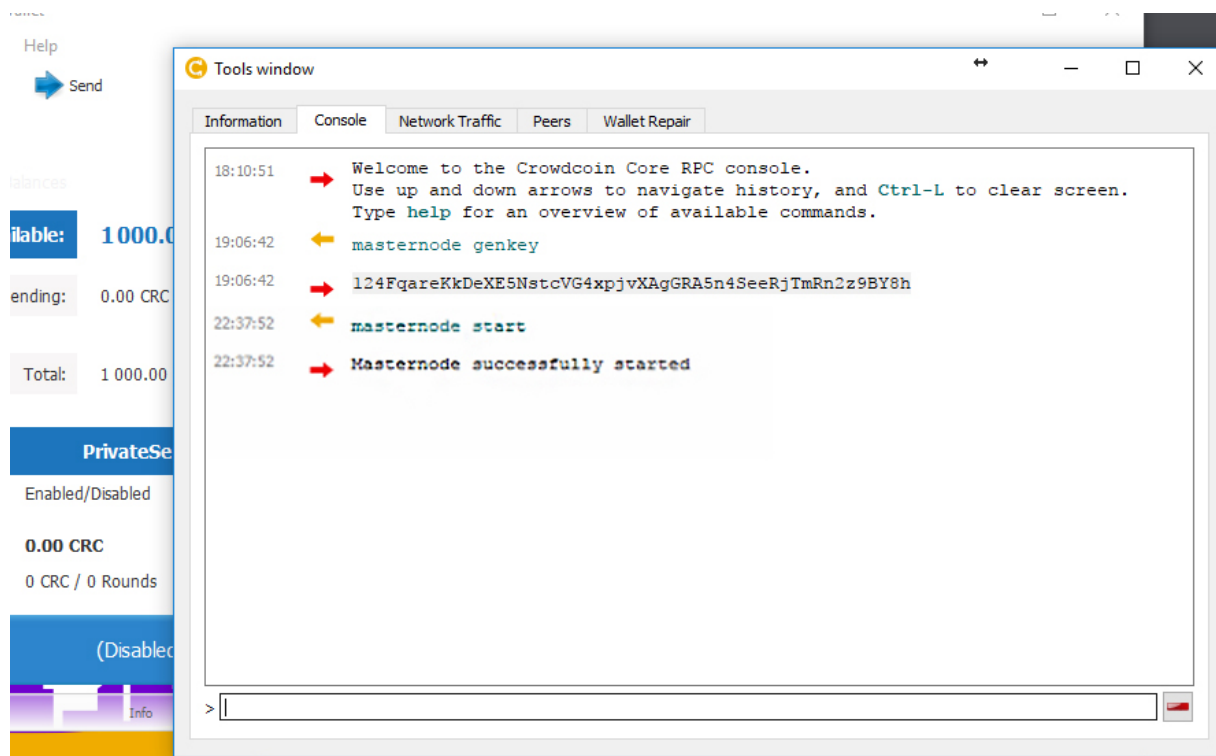 Help
Send
Tools window
Information Console Network Traffic Peers Wallet Repair
18:10:51 Welcome to the Crowdcoin Core RPC console.
Use up and down arrows to navigate history, and Ctrl-L to clear screen.
Type help for an overview of available commands.
19:06:42 masternode genkey
19:06:42 124FqareKkDeXE5NstcVG4xpjvXAgGRA5n4SeeRjTmRn2z9BY8h
22:37:52 masternode start
22:37:52 Masternode successfully started
alances
ilable: 1 000.0
ending: 0.00 CRC
Total: 1 000.00
PrivateSe
Enabled/Disabled
0.00 CRC
0 CRC / 0 Rounds
(Disabled
Info
>